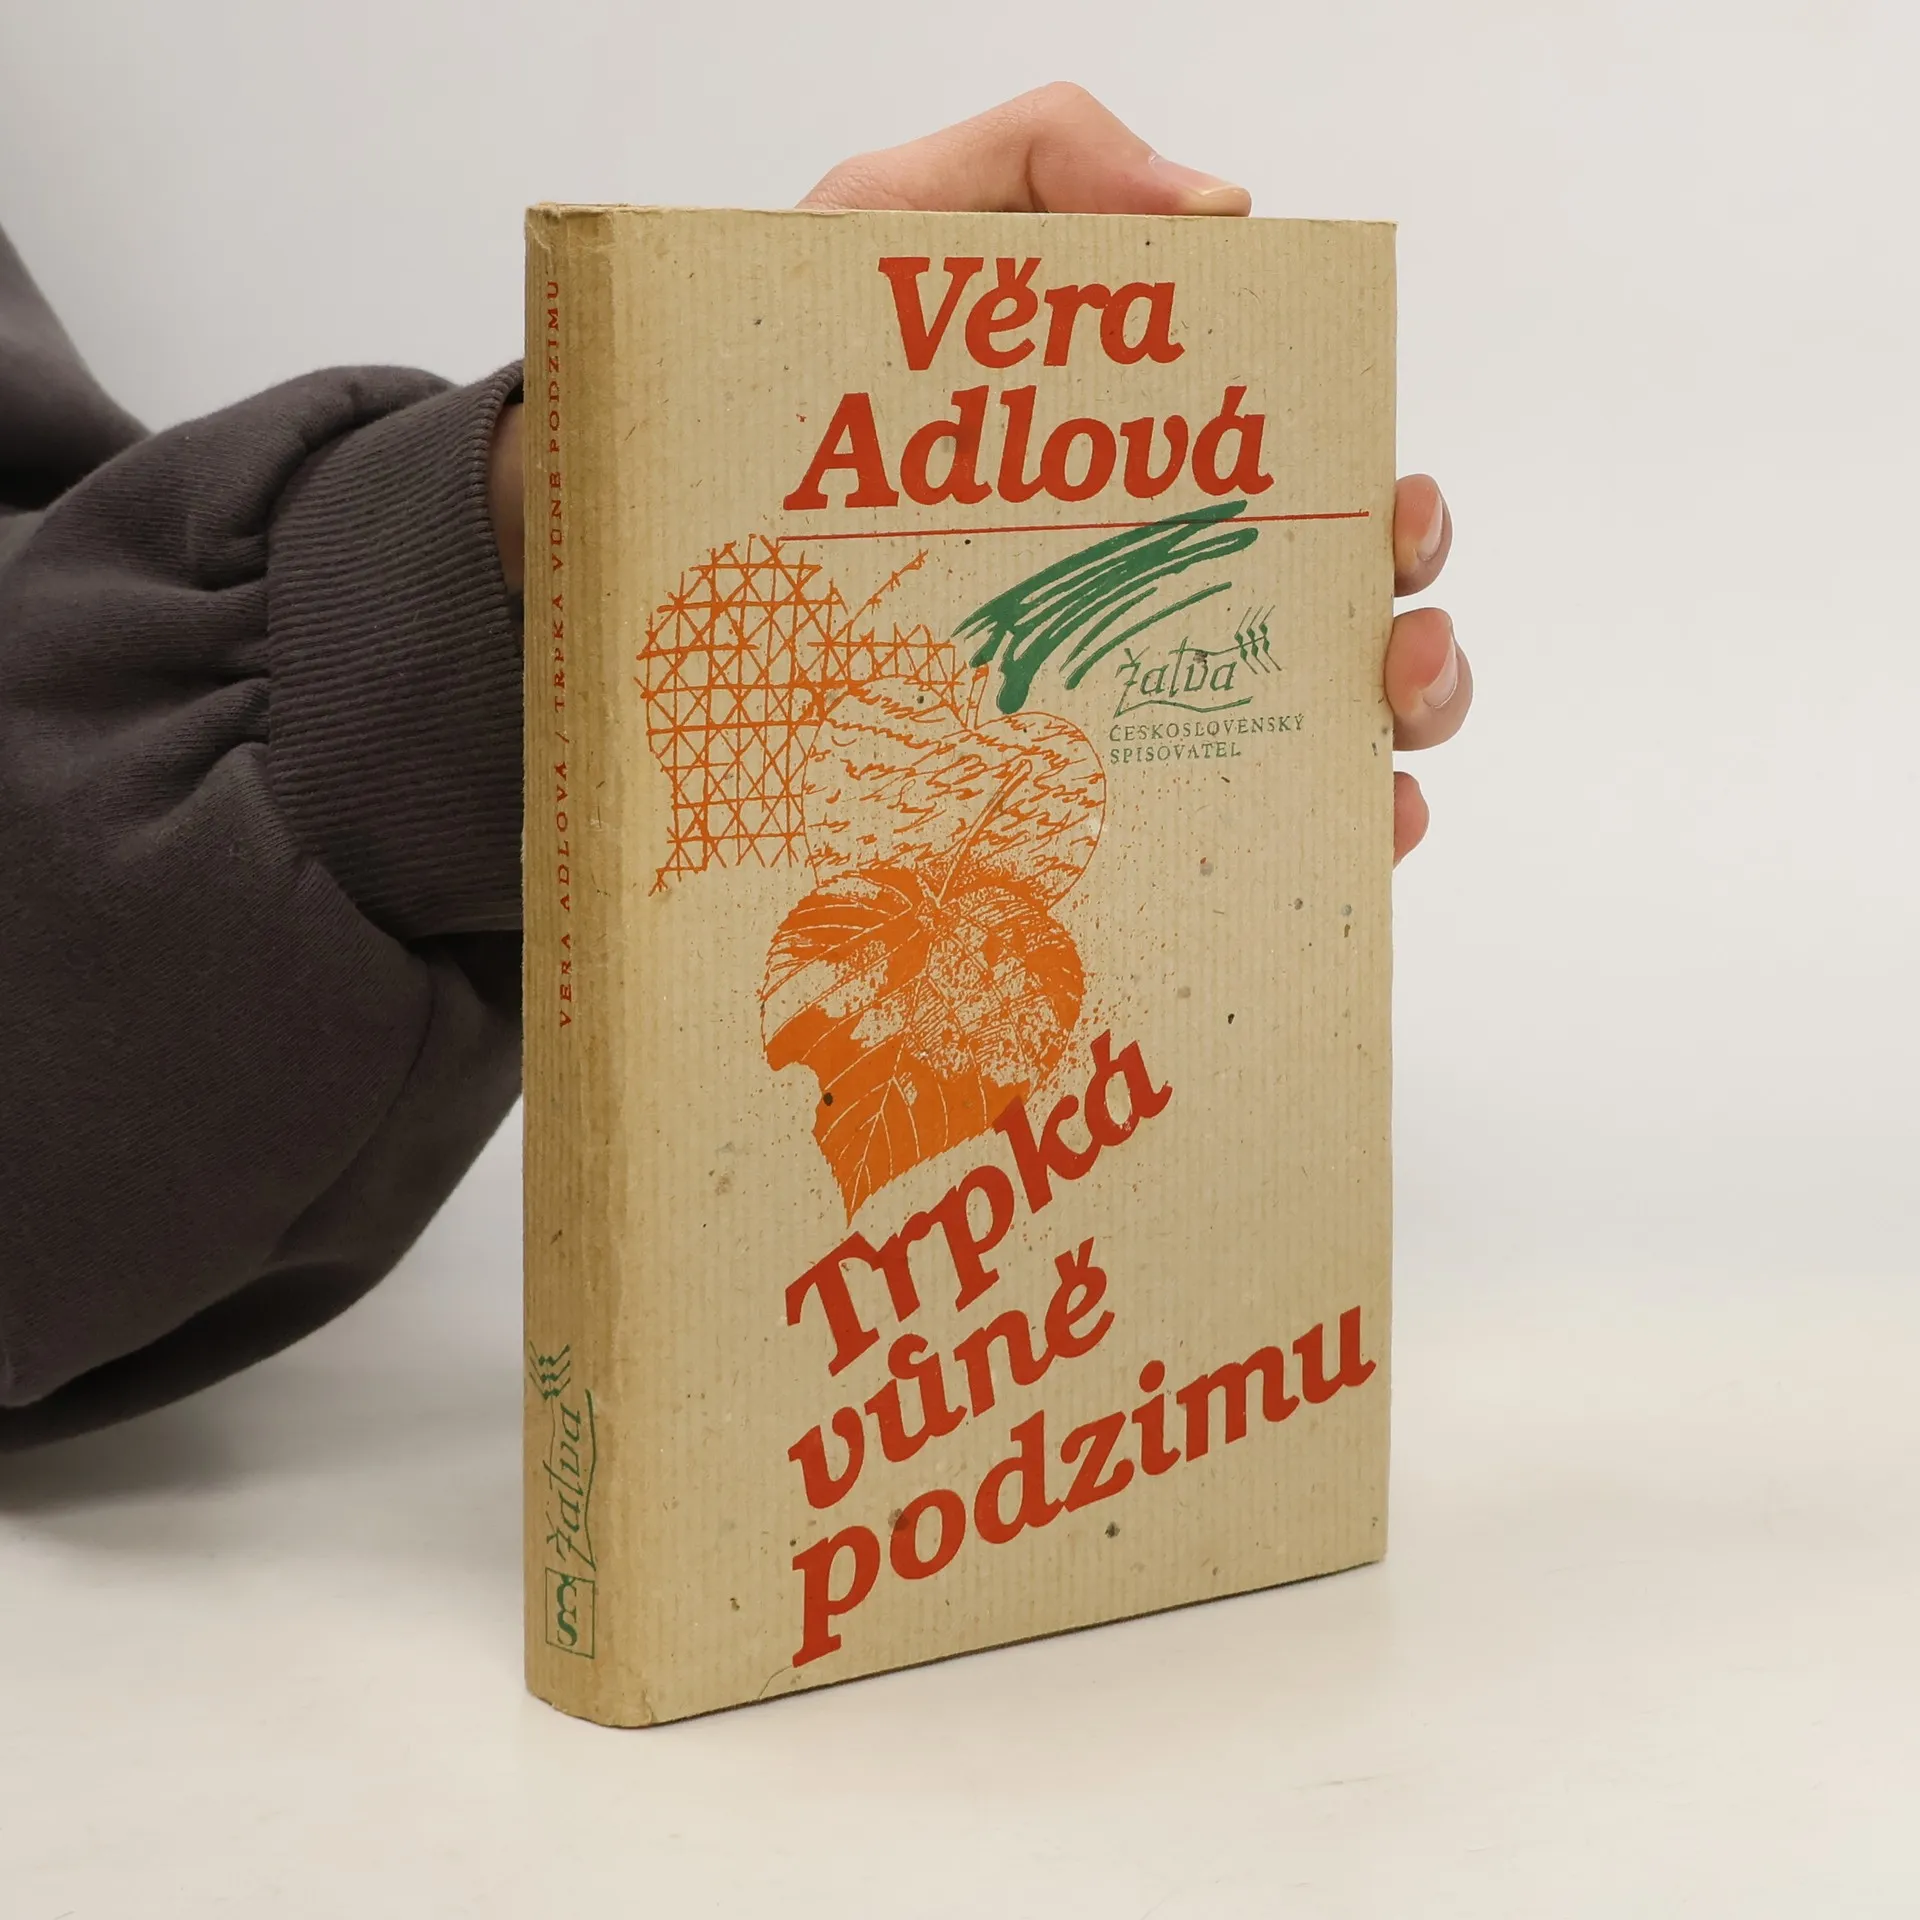 Věra
Adlová
Žatva
ČESKOSLOVENSKÝ
SPISOVATEL
Trpká
vůně
podzimu
VĚRA ADLOVÁ / TRPKÁ VŮNĚ PODZIMU
Žatva